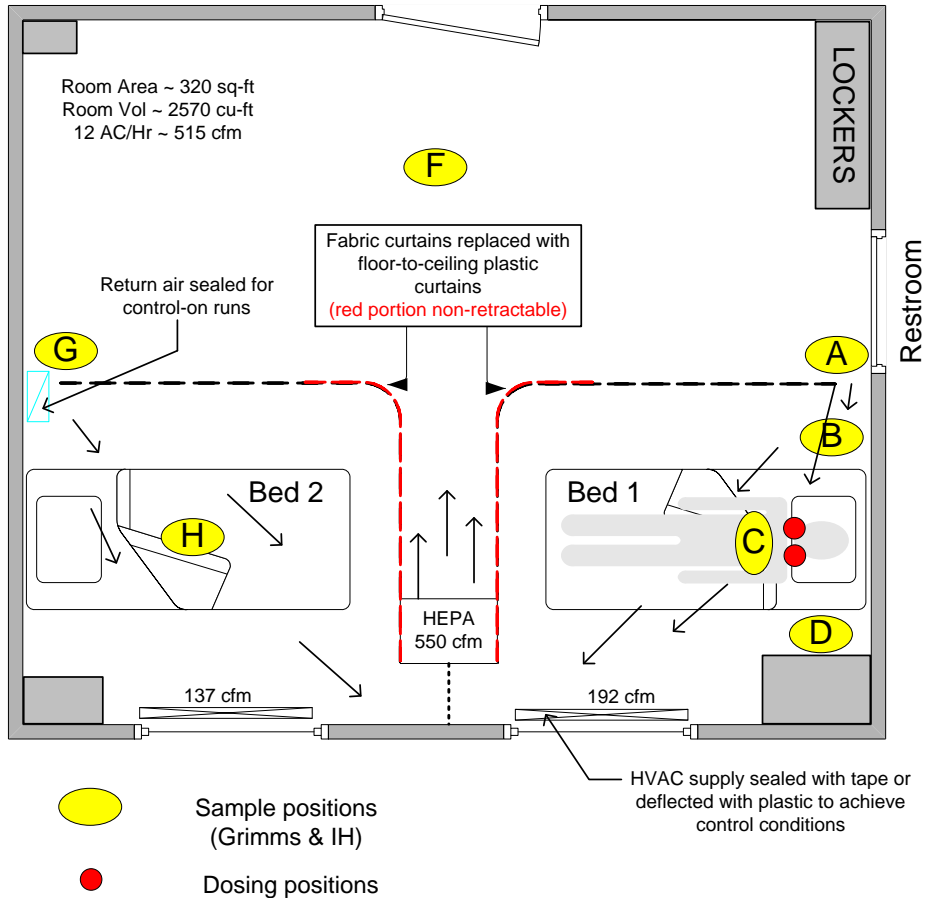 Room Area ~ 320 sq-ft
Room Vol ~ 2570 cu-ft
12 AC/Hr ~ 515 cfm
LOCKERS
F
Fabric curtains replaced with
floor-to-ceiling plastic
curtains
(red portion non-retractable)
Return air sealed for
control-on runs
Restroom
G
A
B
Bed 2
Bed 1
H
C
HEPA
550 cfm
D
137 cfm
192 cfm
HVAC supply sealed with tape or
deflected with plastic to achieve
control conditions
Sample positions
(Grimms & IH)
Dosing positions